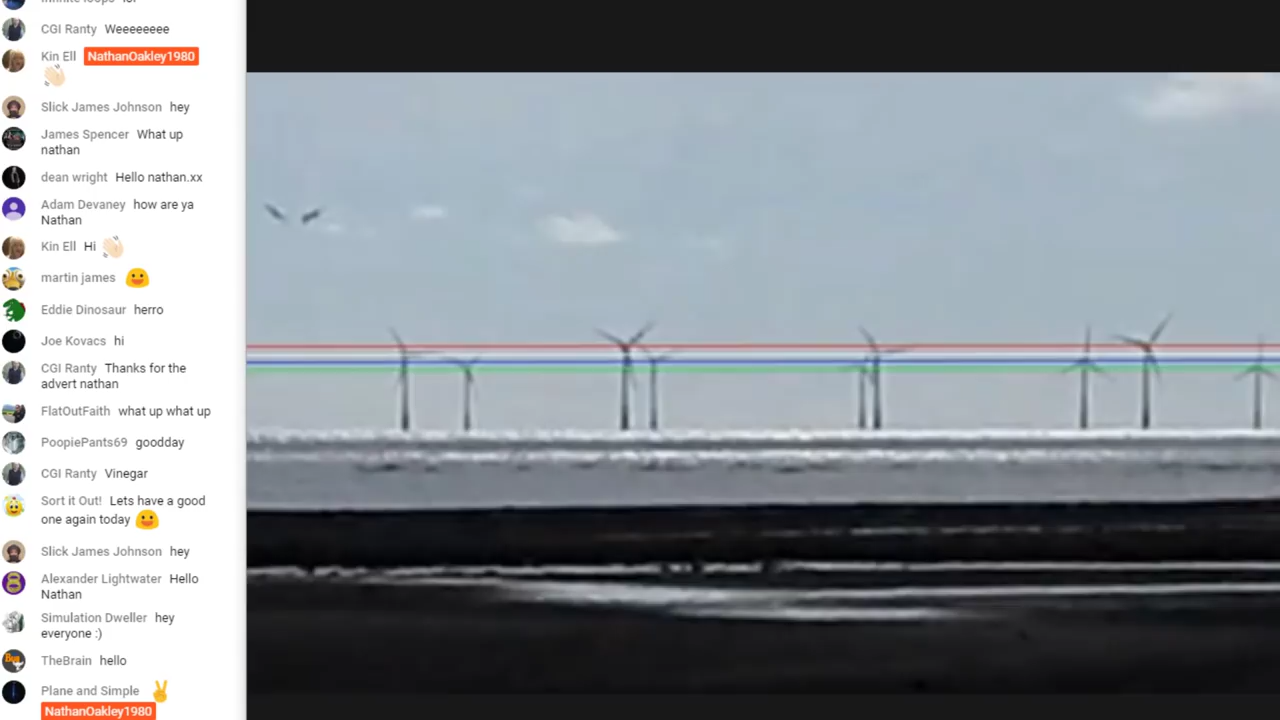 Infinite loops lol
CGI Ranty Weeeeeeee
Kin Ell NathanOakley1980
Slick James Johnson hey
James Spencer What up
nathan
dean wright Hello nathan.xx
Adam Devaney how are ya
Nathan
Kin Ell Hi
martin james
Eddie Dinosaur herro
Joe Kovacs hi
CGI Ranty Thanks for the
advert nathan
FlatOutFaith what up what up
PoopiePants69 goodday
CGI Ranty Vinegar
Sort it Out! Lets have a good
one again today
Slick James Johnson hey
Alexander Lightwater Hello
Nathan
Simulation Dweller hey
everyone :)
TheBrain hello
Plane and Simple
NathanOakley1980